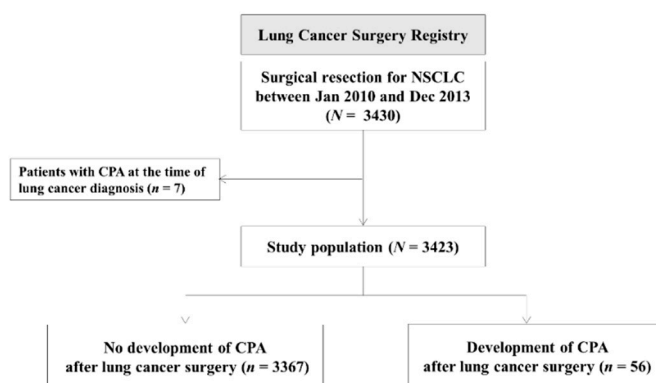 Lung Cancer Surgery Registry
Surgical resection for NSCLC
between Jan 2010 and Dec 2013
(N = 3430)
Patients with CPA at the time of
lung cancer diagnosis (n = 7)
Study population (N = 3423)
No development of CPA
after lung cancer surgery (n = 3367)
Development of CPA
after lung cancer surgery (n = 56)